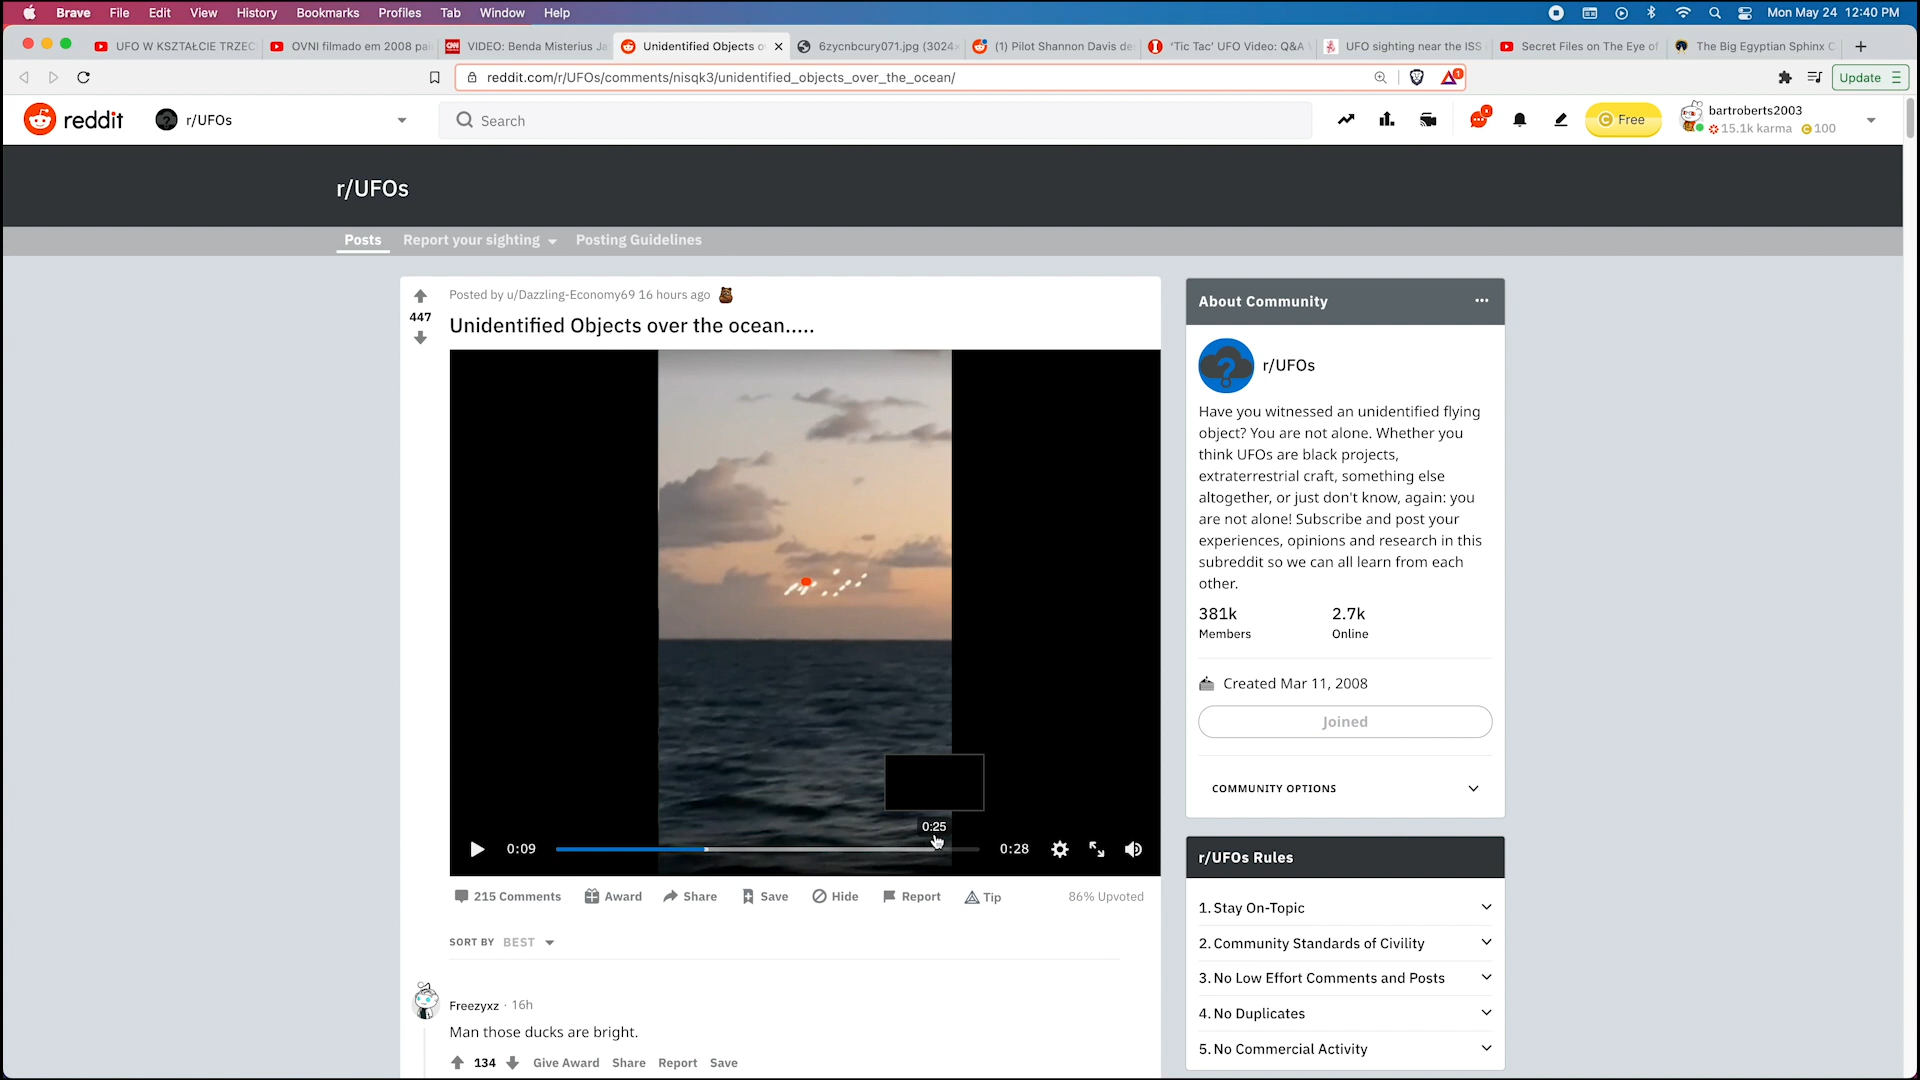 Brave File Edit View History Bookmarks Profiles Tab Window Help
Mon May 24 12:40 PM
UFO W KSZTAŁCIE TRZEC
OVNI filmado em 2008 pai
VIDEO: Benda Misterius Ja
Unidentified Objects o
6zycnbcury071.jpg (3024×
(1) Pilot Shannon Davis de
'Tic Tac' UFO Video: Q&A
UFO sighting near the ISS
Secret Files on The Eye of
The Big Egyptian Sphinx C
reddit.com/r/UFOs/comments/nisqk3/unidentified_objects_over_the_ocean/
1
Update
reddit
r/UFOs
Search
Free
bartroberts2003
15.1k karma 100
r/UFOs
Posts Report your sighting Posting Guidelines
447
Posted by u/Dazzling-Economy69 16 hours ago
Unidentified Objects over the ocean.....
0:25
0:09
0:28
215 Comments Award Share Save Hide Report Tip
86% Upvoted
SORT BY BEST
Freezyxz · 16h
Man those ducks are bright.
134 Give Award Share Report Save
About Community
r/UFOs
Have you witnessed an unidentified flying
object? You are not alone. Whether you
think UFOs are black projects,
extraterrestrial craft, something else
altogether, or just don't know, again: you
are not alone! Subscribe and post your
experiences, opinions and research in this
subreddit so we can all learn from each
other.
381k 2.7k
Members Online
Created Mar 11, 2008
Joined
COMMUNITY OPTIONS
r/UFOs Rules
1. Stay On-Topic
2. Community Standards of Civility
3. No Low Effort Comments and Posts
4. No Duplicates
5. No Commercial Activity